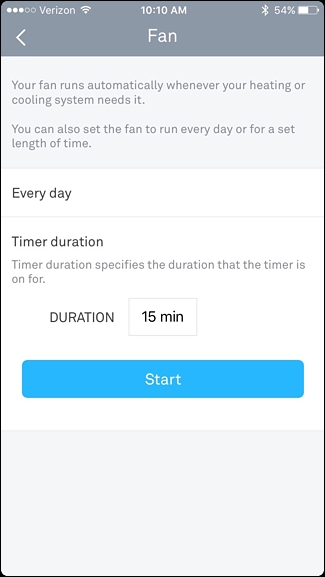 Verizon 10:10 AM 54%
Fan
Your fan runs automatically whenever your heating or
cooling system needs it.
You can also set the fan to run every day or for a set
length of time.
Every day
Timer duration
Timer duration specifies the duration that the timer is
on for.
DURATION 15 min
Start